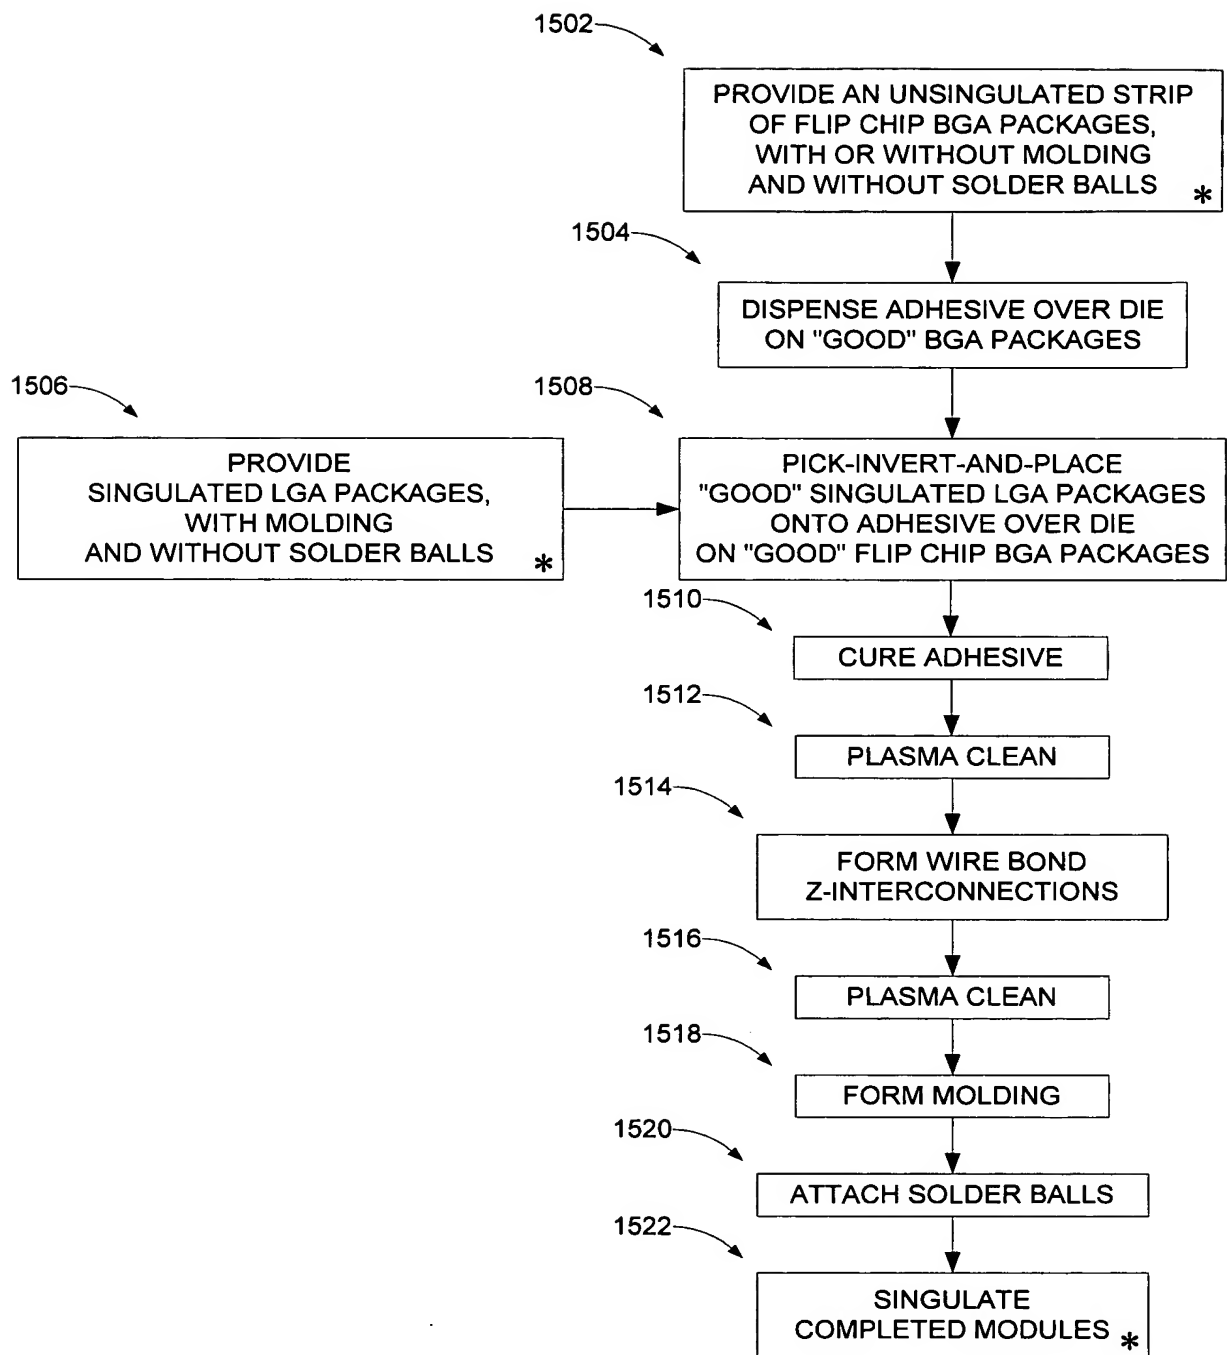 1502
PROVIDE AN UNSINGULATED STRIP
OF FLIP CHIP BGA PACKAGES,
WITH OR WITHOUT MOLDING
AND WITHOUT SOLDER BALLS *
1504
DISPENSE ADHESIVE OVER DIE
ON "GOOD" BGA PACKAGES
1506
PROVIDE
SINGULATED LGA PACKAGES,
WITH MOLDING
AND WITHOUT SOLDER BALLS *
1508
PICK-INVERT-AND-PLACE
"GOOD" SINGULATED LGA PACKAGES
ONTO ADHESIVE OVER DIE
ON "GOOD" FLIP CHIP BGA PACKAGES
1510
CURE ADHESIVE
1512
PLASMA CLEAN
1514
FORM WIRE BOND
Z-INTERCONNECTIONS
1516
PLASMA CLEAN
1518
FORM MOLDING
1520
ATTACH SOLDER BALLS
1522
SINGULATE
COMPLETED MODULES *